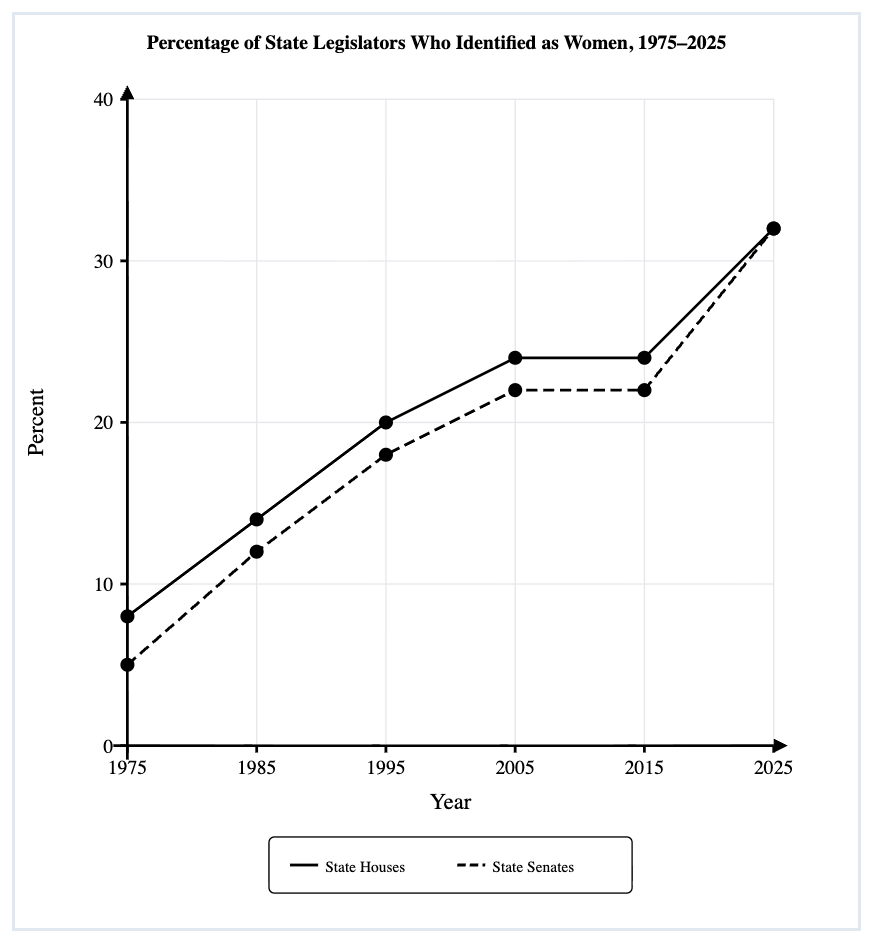 Percentage of State Legislators Who Identified as Women, 1975–2025
40
30
20
10
0
Percent
1975 1985 1995 2005 2015 2025
Year
State Houses State Senates